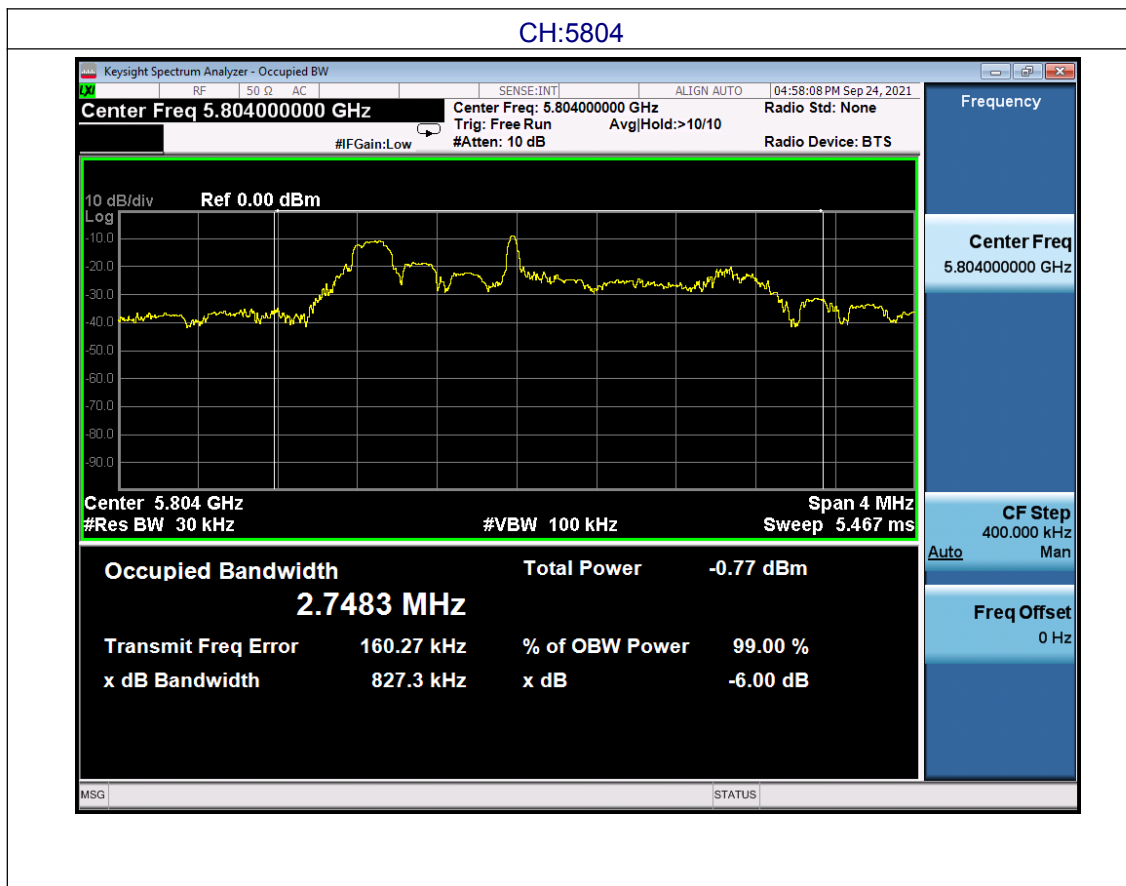 CH:5804
Keysight Spectrum Analyzer - Occupied BW
LXI RF 50 Ω AC SENSE:INT ALIGN AUTO 04:58:08 PM Sep 24, 2021
Center Freq 5.804000000 GHz
Center Freq: 5.804000000 GHz Radio Std: None
Trig: Free Run Avg|Hold:>10/10
#IFGain:Low #Atten: 10 dB Radio Device: BTS
10 dB/div Ref 0.00 dBm
Log
-10.0
-20.0
-30.0
-40.0
-50.0
-60.0
-70.0
-80.0
-90.0
Center 5.804 GHz Span 4 MHz
#Res BW 30 kHz #VBW 100 kHz Sweep 5.467 ms
Occupied Bandwidth Total Power -0.77 dBm
2.7483 MHz
Transmit Freq Error 160.27 kHz % of OBW Power 99.00 %
x dB Bandwidth 827.3 kHz x dB -6.00 dB
Frequency
Center Freq
5.804000000 GHz
CF Step
400.000 kHz
Auto Man
Freq Offset
0 Hz
MSG STATUS